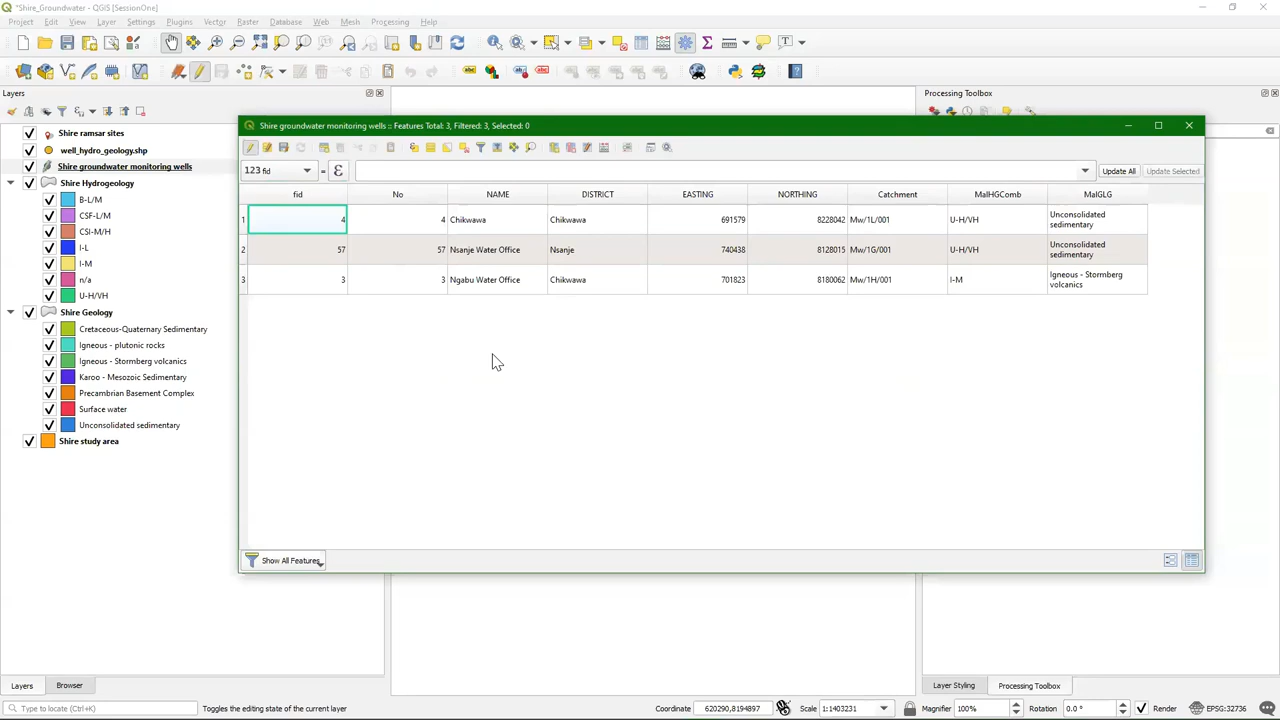 *Shire_Groundwater - QGIS [SessionOne]
Project Edit View Layer Settings Plugins Vector Raster Database Web Mesh Processing Help
Layers
Processing Toolbox
Shire ramsar sites
well_hydro_geology.shp
Shire groundwater monitoring wells
Shire Hydrogeology
B-L/M
CSF-L/M
CSI-M/H
I-L
I-M
n/a
U-H/VH
Shire Geology
Cretaceous-Quaternary Sedimentary
Igneous - plutonic rocks
Igneous - Stormberg volcanics
Karoo - Mesozoic Sedimentary
Precambrian Basement Complex
Surface water
Unconsolidated sedimentary
Shire study area
Shire groundwater monitoring wells :: Features Total: 3, Filtered: 3, Selected: 0
123 fid = ε Update All Update Selected
fid No NAME DISTRICT EASTING NORTHING Catchment MalHGComb MalGLG
1 4 4 Chikwawa Chikwawa 691579 8228042 Mw/1L/001 U-H/VH Unconsolidated sedimentary
2 57 57 Nsanje Water Office Nsanje 740438 8128015 Mw/1G/001 U-H/VH Unconsolidated sedimentary
3 3 3 Ngabu Water Office Chikwawa 701823 8180062 Mw/1H/001 I-M Igneous - Stormberg volcanics
Show All Features
Layers Browser
Layer Styling Processing Toolbox
Type to locate (Ctrl+K) Toggles the editing state of the current layer Coordinate 620290,8194897 Scale 1:1403231 Magnifier 100% Rotation 0.0 ° Render EPSG:32736